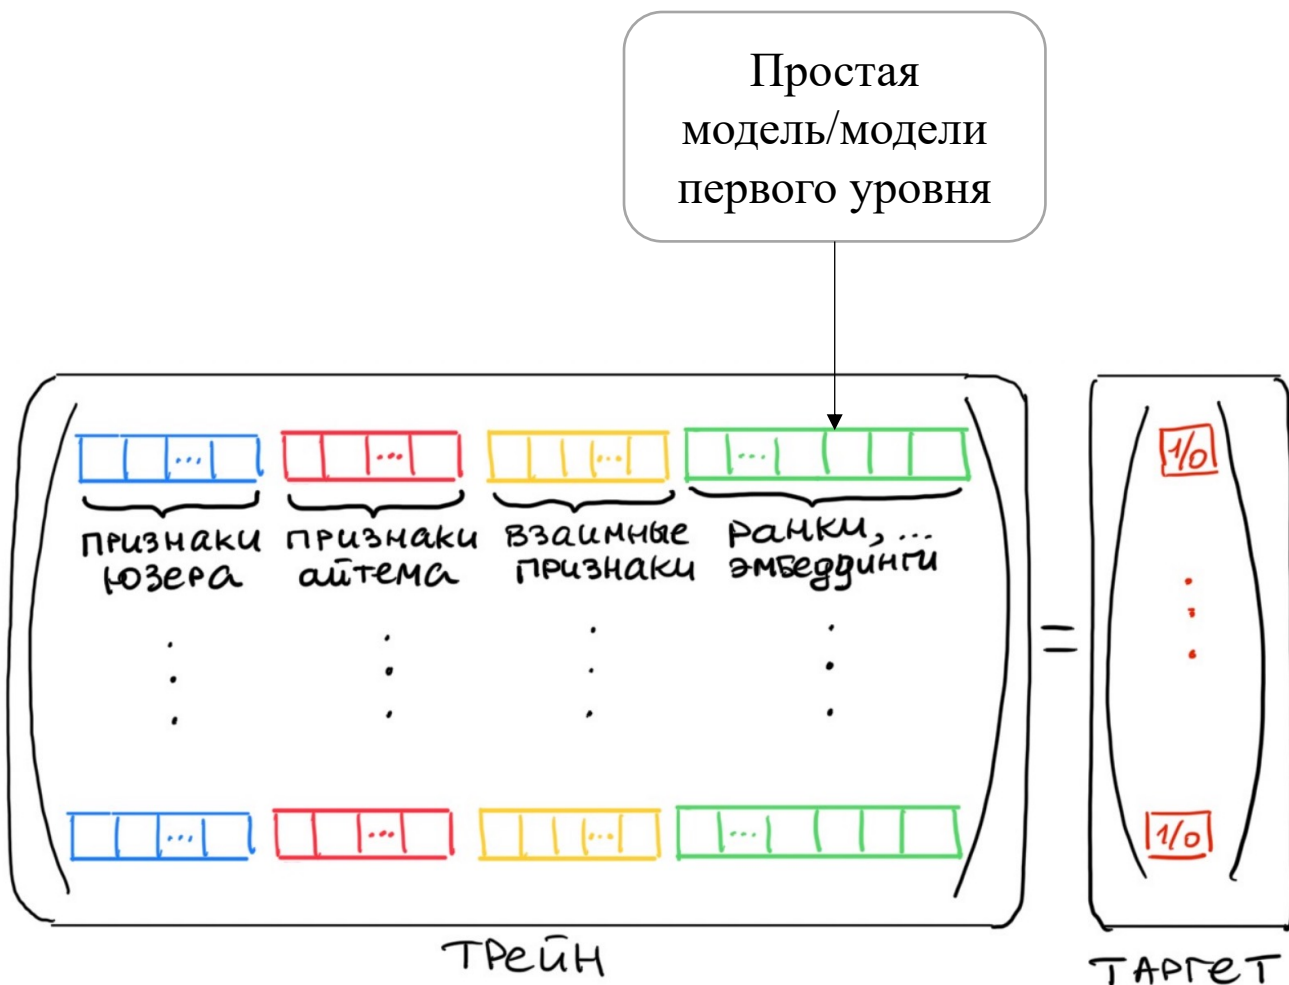 Простая
модель/модели
первого уровня
... ... ... ...
признаки юзера
признаки айтема
взаимные признаки
ранки, ... эмбеддинги
1/0
=
... ... ... ...
1/0
трейн
таргет